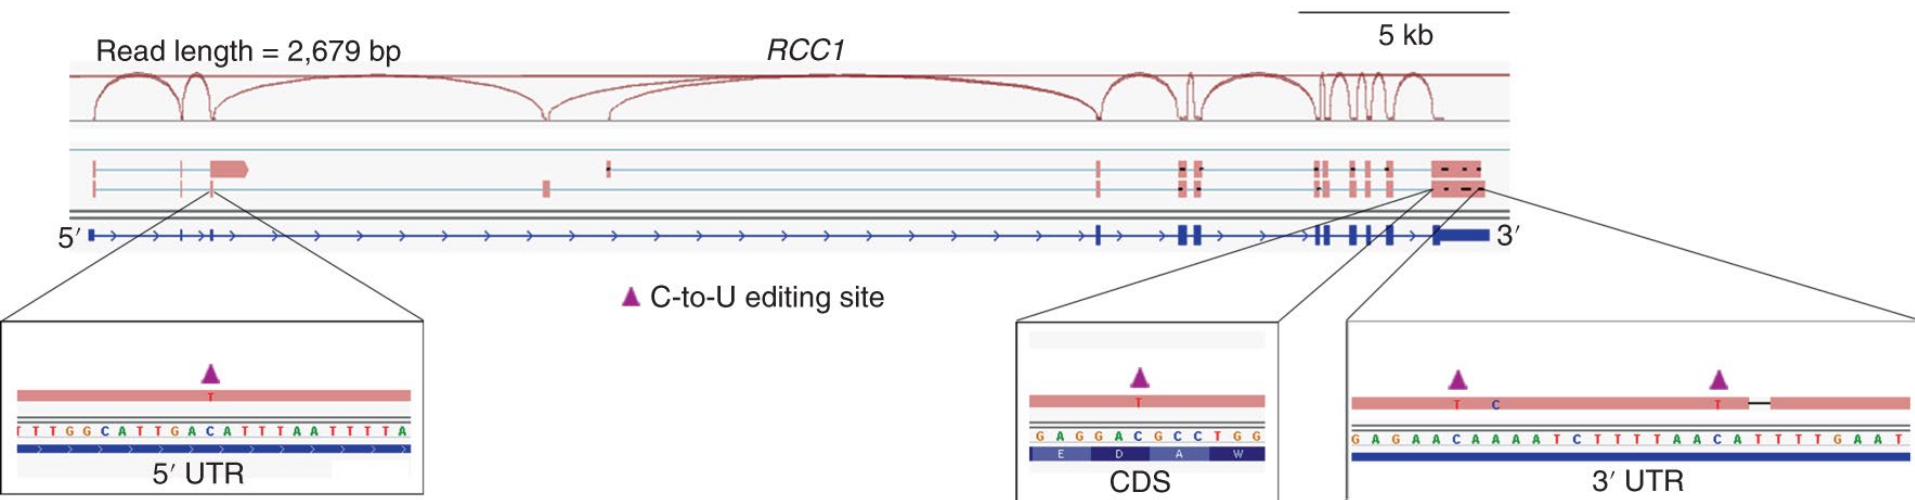 5 kb
Read length = 2,679 bp
RCC1
5′
3′
C-to-U editing site
T
T T T G G C A T T G A C A T T T A A T T T T A
5′ UTR
T
G A G G A C G C C T G G
E D A W
CDS
T C T
G A G A A C A A A A T C T T T T A A C A T T T T G A A T
3′ UTR